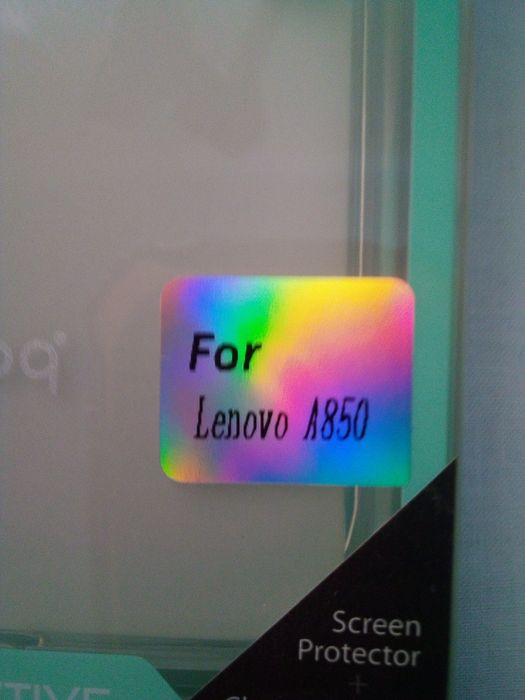 For
Lenovo A850
Screen
Protector
+